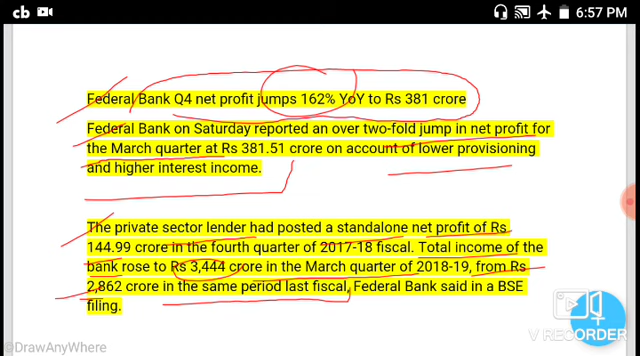 cb
6:57 PM
Federal Bank Q4 net profit jumps 162% YoY to Rs 381 crore
Federal Bank on Saturday reported an over two-fold jump in net profit for
the March quarter at Rs 381.51 crore on account of lower provisioning
and higher interest income.
The private sector lender had posted a standalone net profit of Rs
144.99 crore in the fourth quarter of 2017-18 fiscal. Total income of the
bank rose to Rs 3,444 crore in the March quarter of 2018-19, from Rs
2,862 crore in the same period last fiscal, Federal Bank said in a BSE
filing.
V RECORDER
@DrawAnyWhere